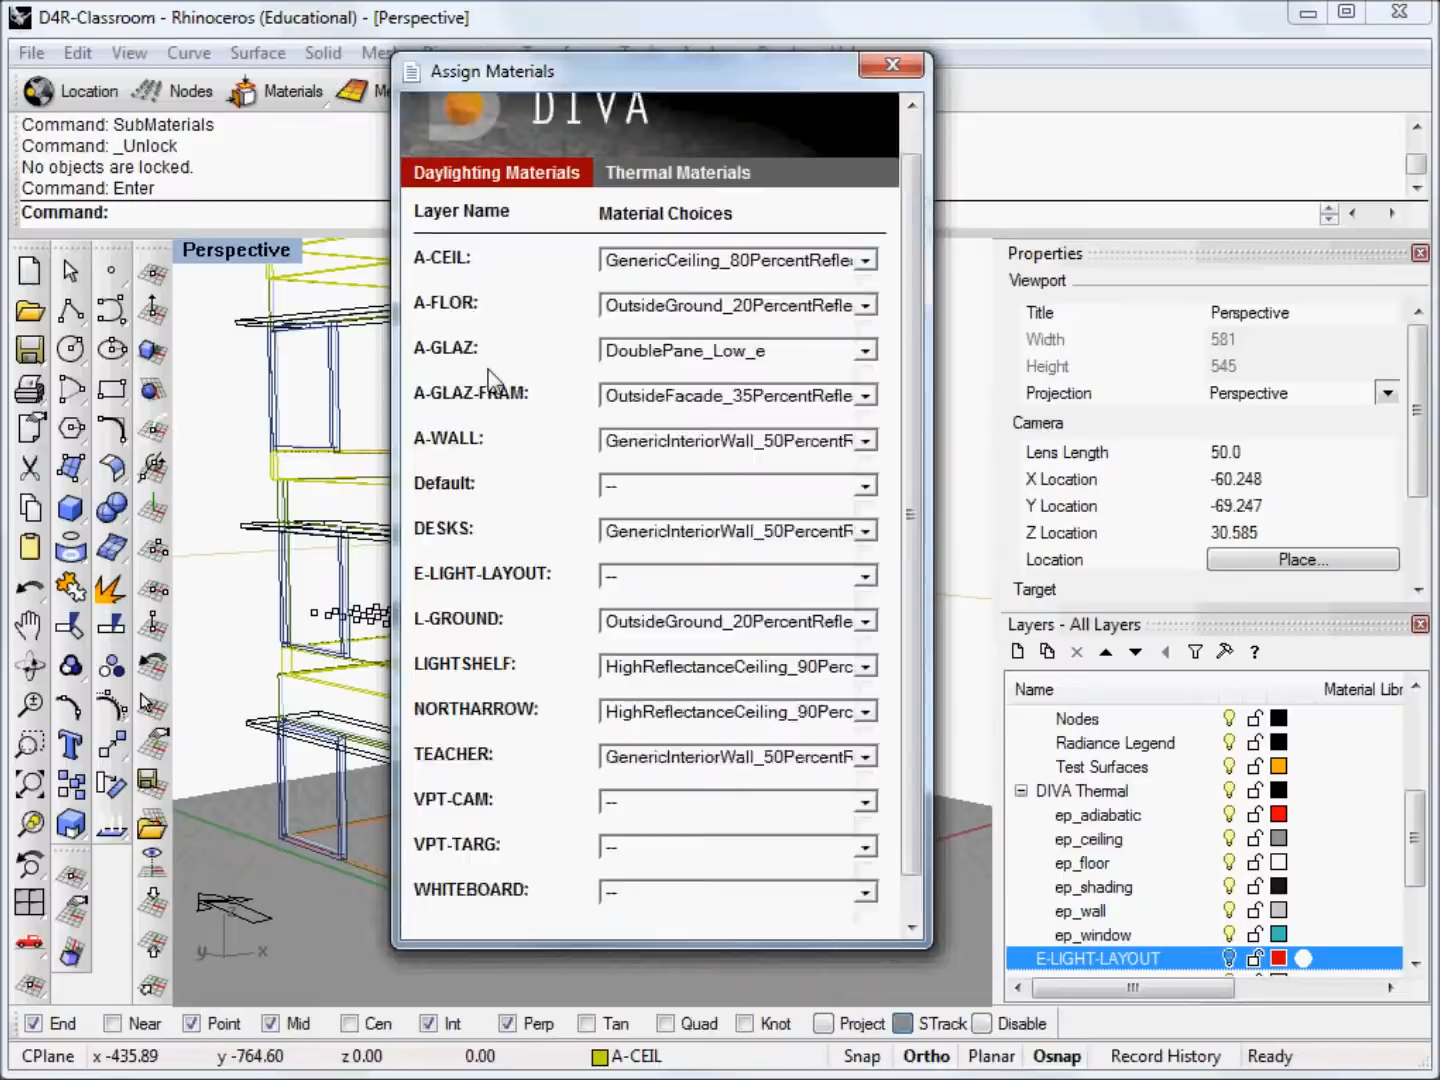 D4R-Classroom - Rhinoceros (Educational) - [Perspective]
File Edit View Curve Surface Solid
Location Nodes Materials
Command: SubMaterials
Command: _Unlock
No objects are locked.
Command: Enter
Command:
Perspective
Assign Materials
DIVA
Daylighting Materials Thermal Materials
Layer Name Material Choices
A-CEIL: GenericCeiling_80PercentRefle
A-FLOR: OutsideGround_20PercentRefle
A-GLAZ: DoublePane_Low_e
A-GLAZ-FRAM: OutsideFacade_35PercentRefle
A-WALL: GenericInteriorWall_50PercentR
Default: --
DESKS: GenericInteriorWall_50PercentR
E-LIGHT-LAYOUT: --
L-GROUND: OutsideGround_20PercentRefle
LIGHTSHELF: HighReflectanceCeiling_90Perc
NORTHARROW: HighReflectanceCeiling_90Perc
TEACHER: GenericInteriorWall_50PercentR
VPT-CAM: --
VPT-TARG: --
WHITEBOARD: --
Properties
Viewport
Title Perspective
Width 581
Height 545
Projection Perspective
Camera
Lens Length 50.0
X Location -60.248
Y Location -69.247
Z Location 30.585
Location Place...
Target
Layers - All Layers
Name Material Libr
Nodes
Radiance Legend
Test Surfaces
DIVA Thermal
ep_adiabatic
ep_ceiling
ep_floor
ep_shading
ep_wall
ep_window
E-LIGHT-LAYOUT
z
y x
End Near Point Mid Cen Int Perp Tan Quad Knot Project STrack Disable
CPlane x -435.89 y -764.60 z 0.00 0.00 A-CEIL Snap Ortho Planar Osnap Record History Ready